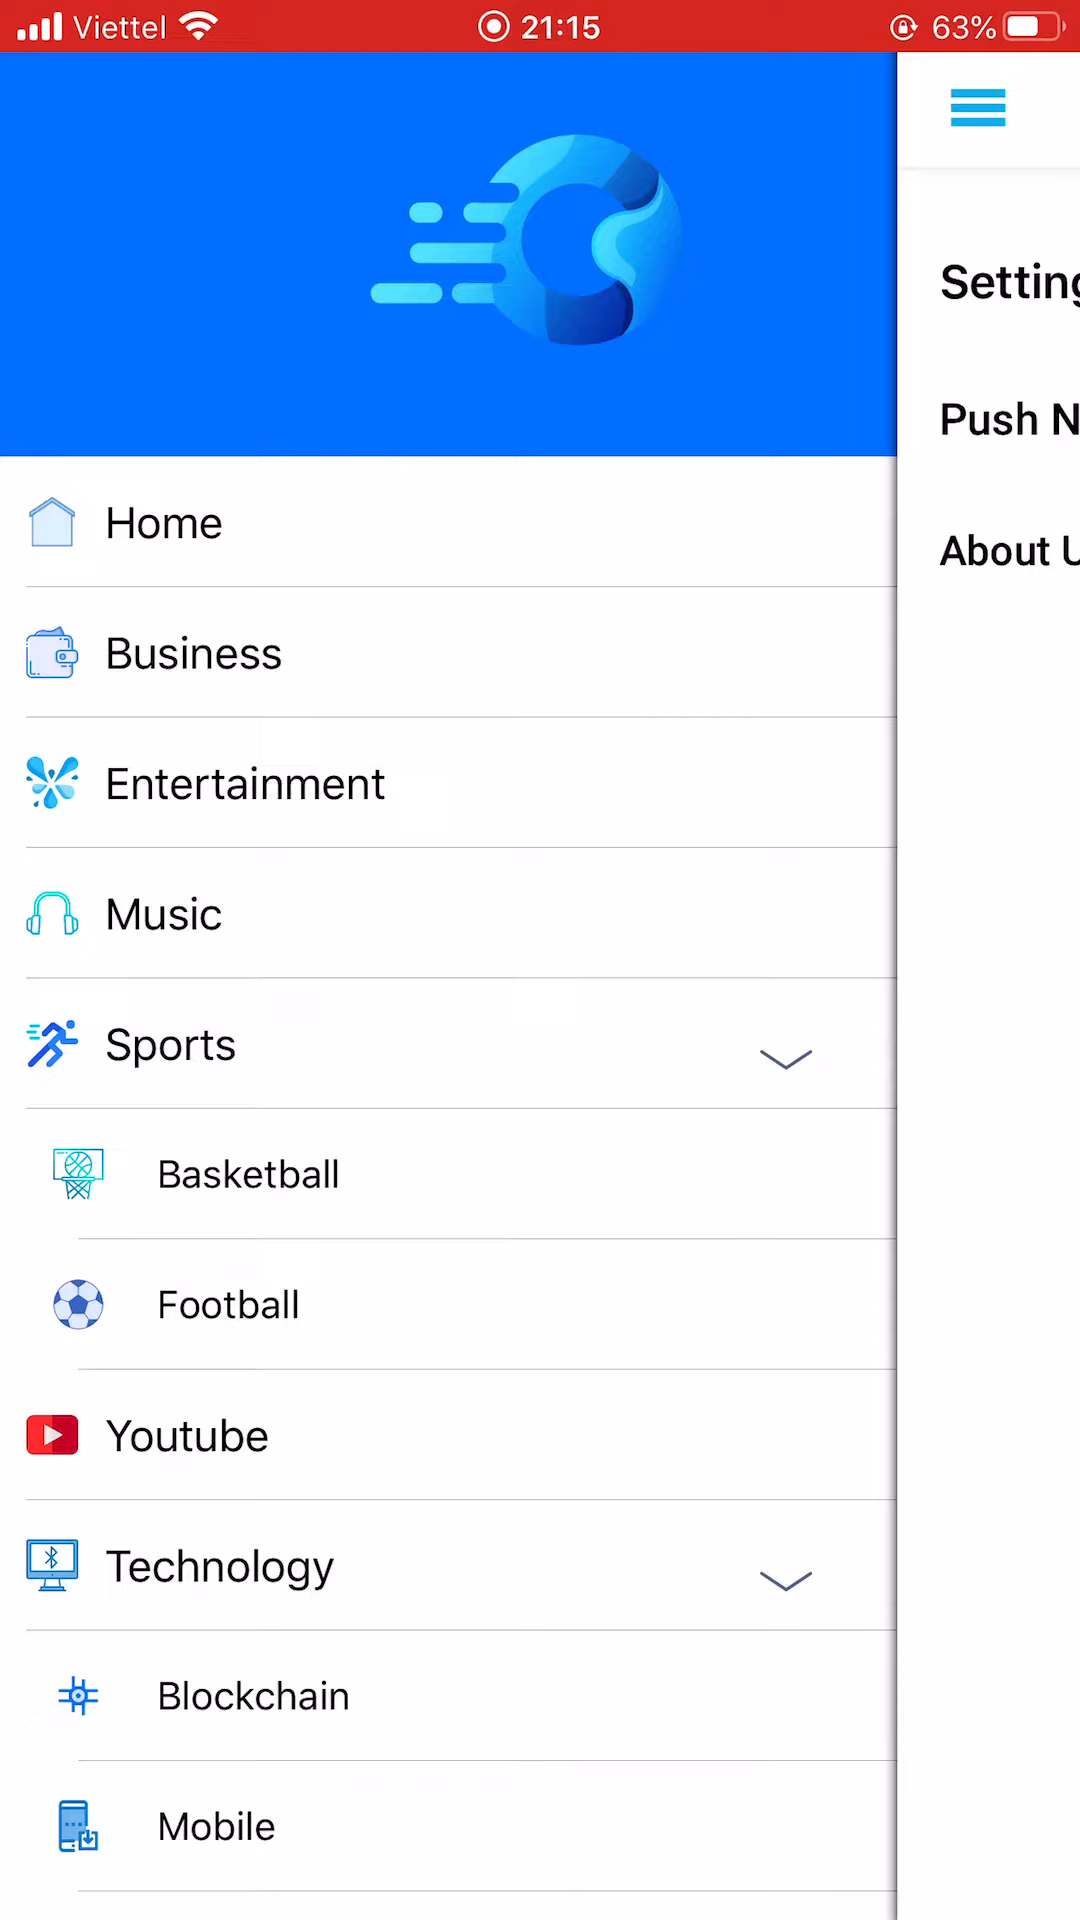 Viettel 21:15 63%
Home
Business
Entertainment
Music
Sports
Basketball
Football
Youtube
Technology
Blockchain
Mobile
Setting
Push N
About U